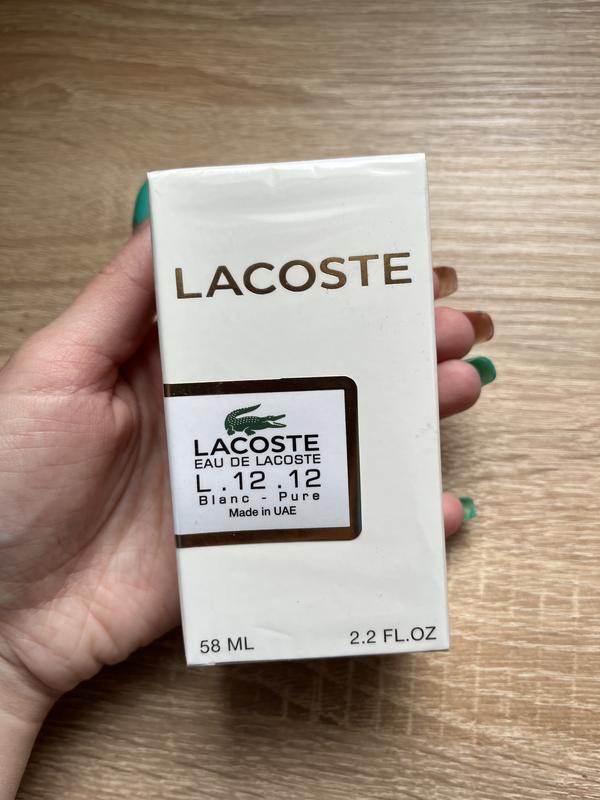 LACOSTE
LACOSTE
EAU DE LACOSTE
L .12 .12
Blanc - Pure
Made in UAE
58 ML
2.2 FL.OZ